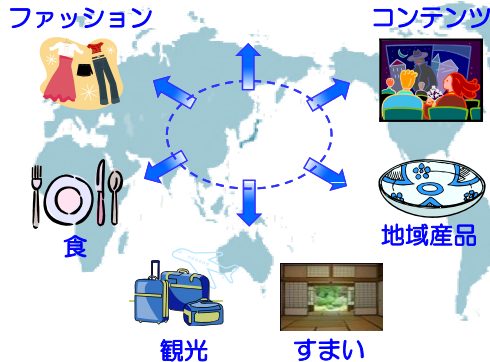 ファッション
コンテンツ
食
地域産品
観光
すまい